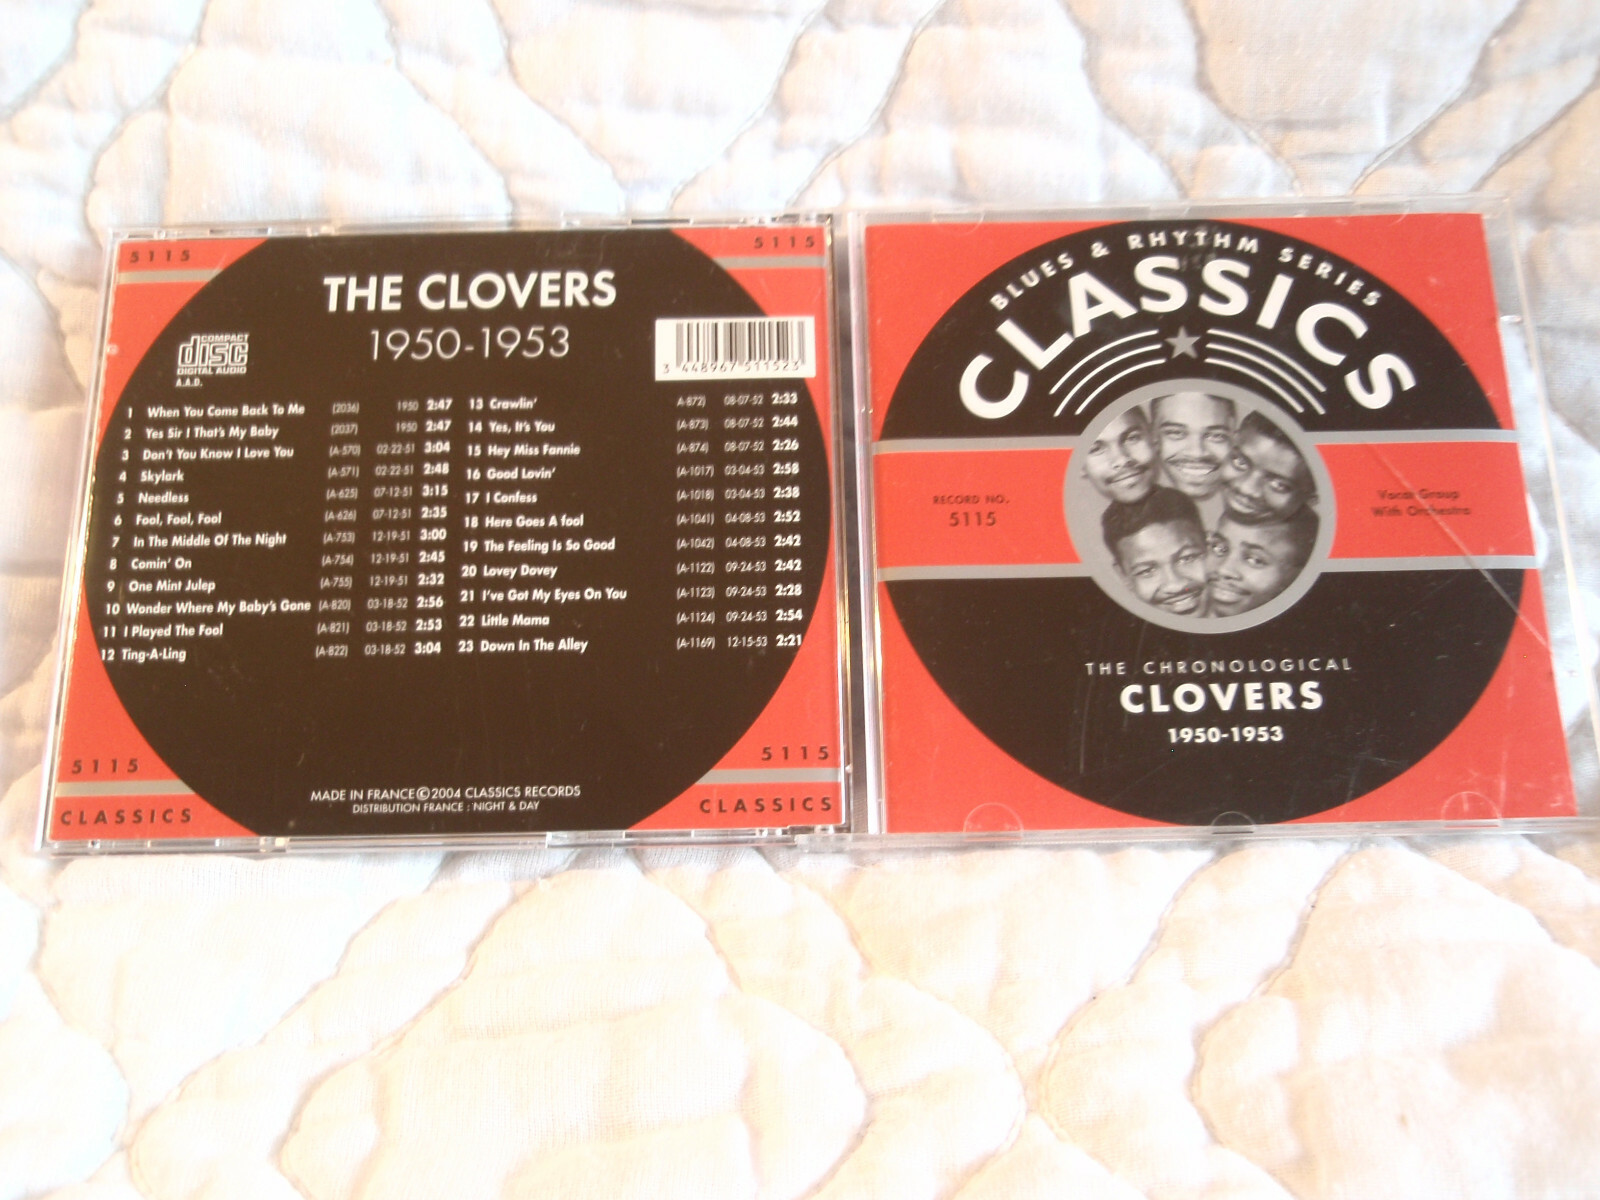 5115
5115
THE CLOVERS
1950-1953
COMPACT
disc
DIGITAL AUDIO
A.A.D.
3 448967 511523
1 When You Come Back To Me (2036) 1950 2:47
2 Yes Sir I That's My Baby (2037) 1950 2:47
3 Don't You Know I Love You (A-570) 02-22-51 3:04
4 Skylark (A-571) 02-22-51 2:48
5 Needless (A-625) 07-12-51 3:15
6 Fool, Fool, Fool (A-626) 07-12-51 2:35
7 In The Middle Of The Night (A-753) 12-19-51 3:00
8 Comin' On (A-754) 12-19-51 2:45
9 One Mint Julep (A-755) 12-19-51 2:32
10 Wonder Where My Baby's Gone (A-820) 03-18-52 2:56
11 I Played The Fool (A-821) 03-18-52 2:53
12 Ting-A-Ling (A-822) 03-18-52 3:04
13 Crawlin' A-872) 08-07-52 2:33
14 Yes, It's You (A-873) 08-07-52 2:44
15 Hey Miss Fannie (A-874) 08-07-52 2:26
16 Good Lovin' (A-1017) 03-04-53 2:58
17 I Confess (A-1018) 03-04-53 2:38
18 Here Goes A fool (A-1041) 04-08-53 2:52
19 The Feeling Is So Good (A-1042) 04-08-53 2:42
20 Lovey Dovey (A-1122) 09-24-53 2:42
21 I've Got My Eyes On You (A-1123) 09-24-53 2:28
22 Little Mama (A-1124) 09-24-53 2:54
23 Down In The Alley (A-1169) 12-15-53 2:21
5115
5115
MADE IN FRANCE©2004 CLASSICS RECORDS
DISTRIBUTION FRANCE : NIGHT & DAY
CLASSICS
CLASSICS
BLUES & RHYTHM SERIES
CLASSICS
RECORD NO.
5115
Vocal Group
With Orchestra
THE CHRONOLOGICAL
CLOVERS
1950-1953